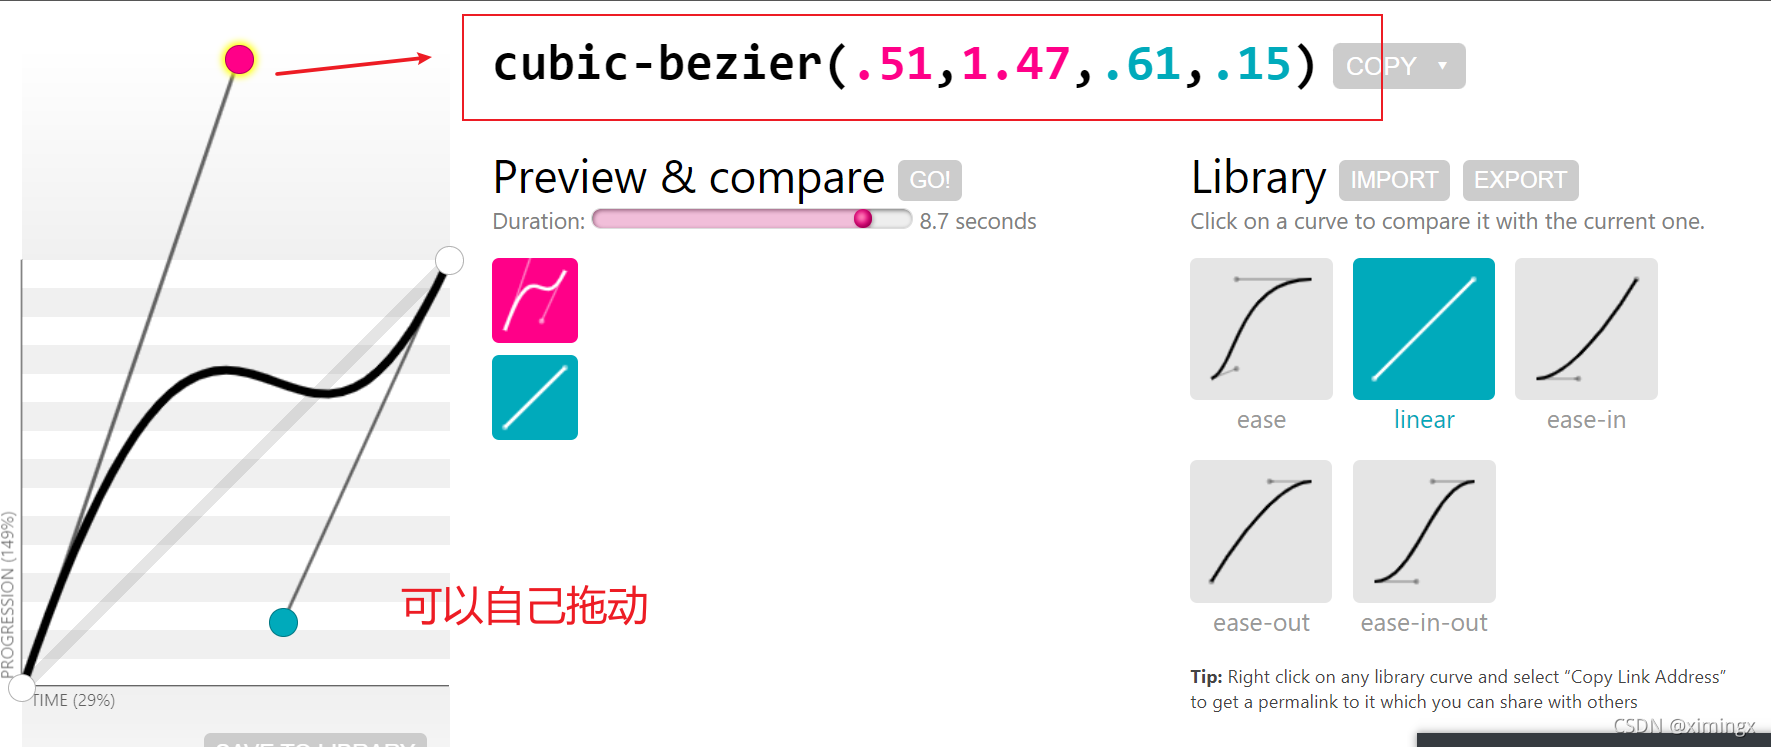 cubic-bezier(.51,1.47,.61,.15) COPY
Preview & compare GO!
Duration: 8.7 seconds
Library IMPORT EXPORT
Click on a curve to compare it with the current one.
ease linear ease-in
ease-out ease-in-out
Tip: Right click on any library curve and select “Copy Link Address”
to get a permalink to it which you can share with others
可以自己拖动
PROGRESSION (149%)
TIME (29%)
SAVE TO LIBRARY
CSDN @ximingx